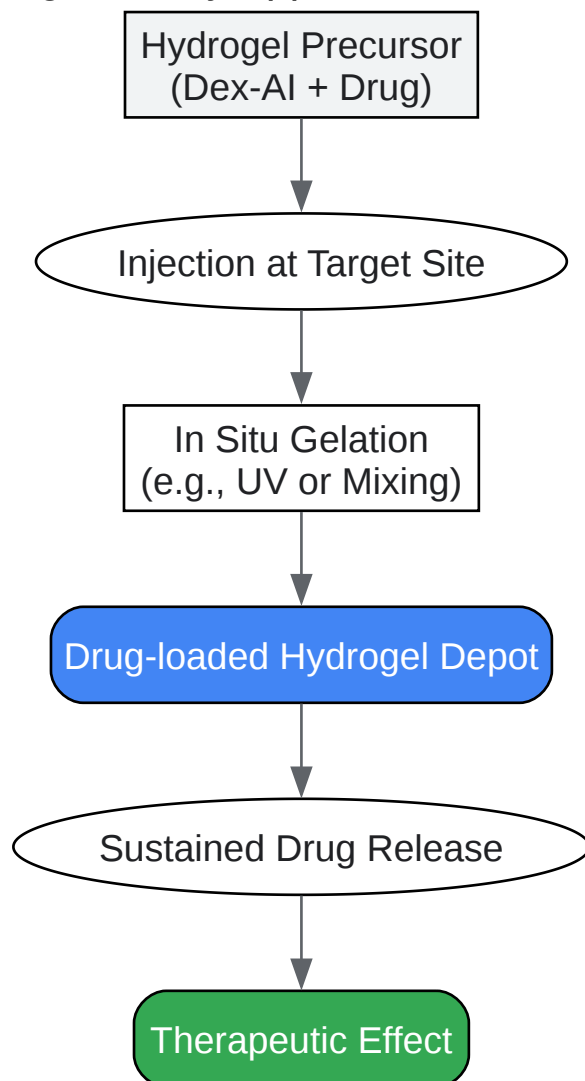 Hydrogel Precursor
(Dex-AI + Drug)
Injection at Target Site
In Situ Gelation
(e.g., UV or Mixing)
Drug-loaded Hydrogel Depot
Sustained Drug Release
Therapeutic Effect